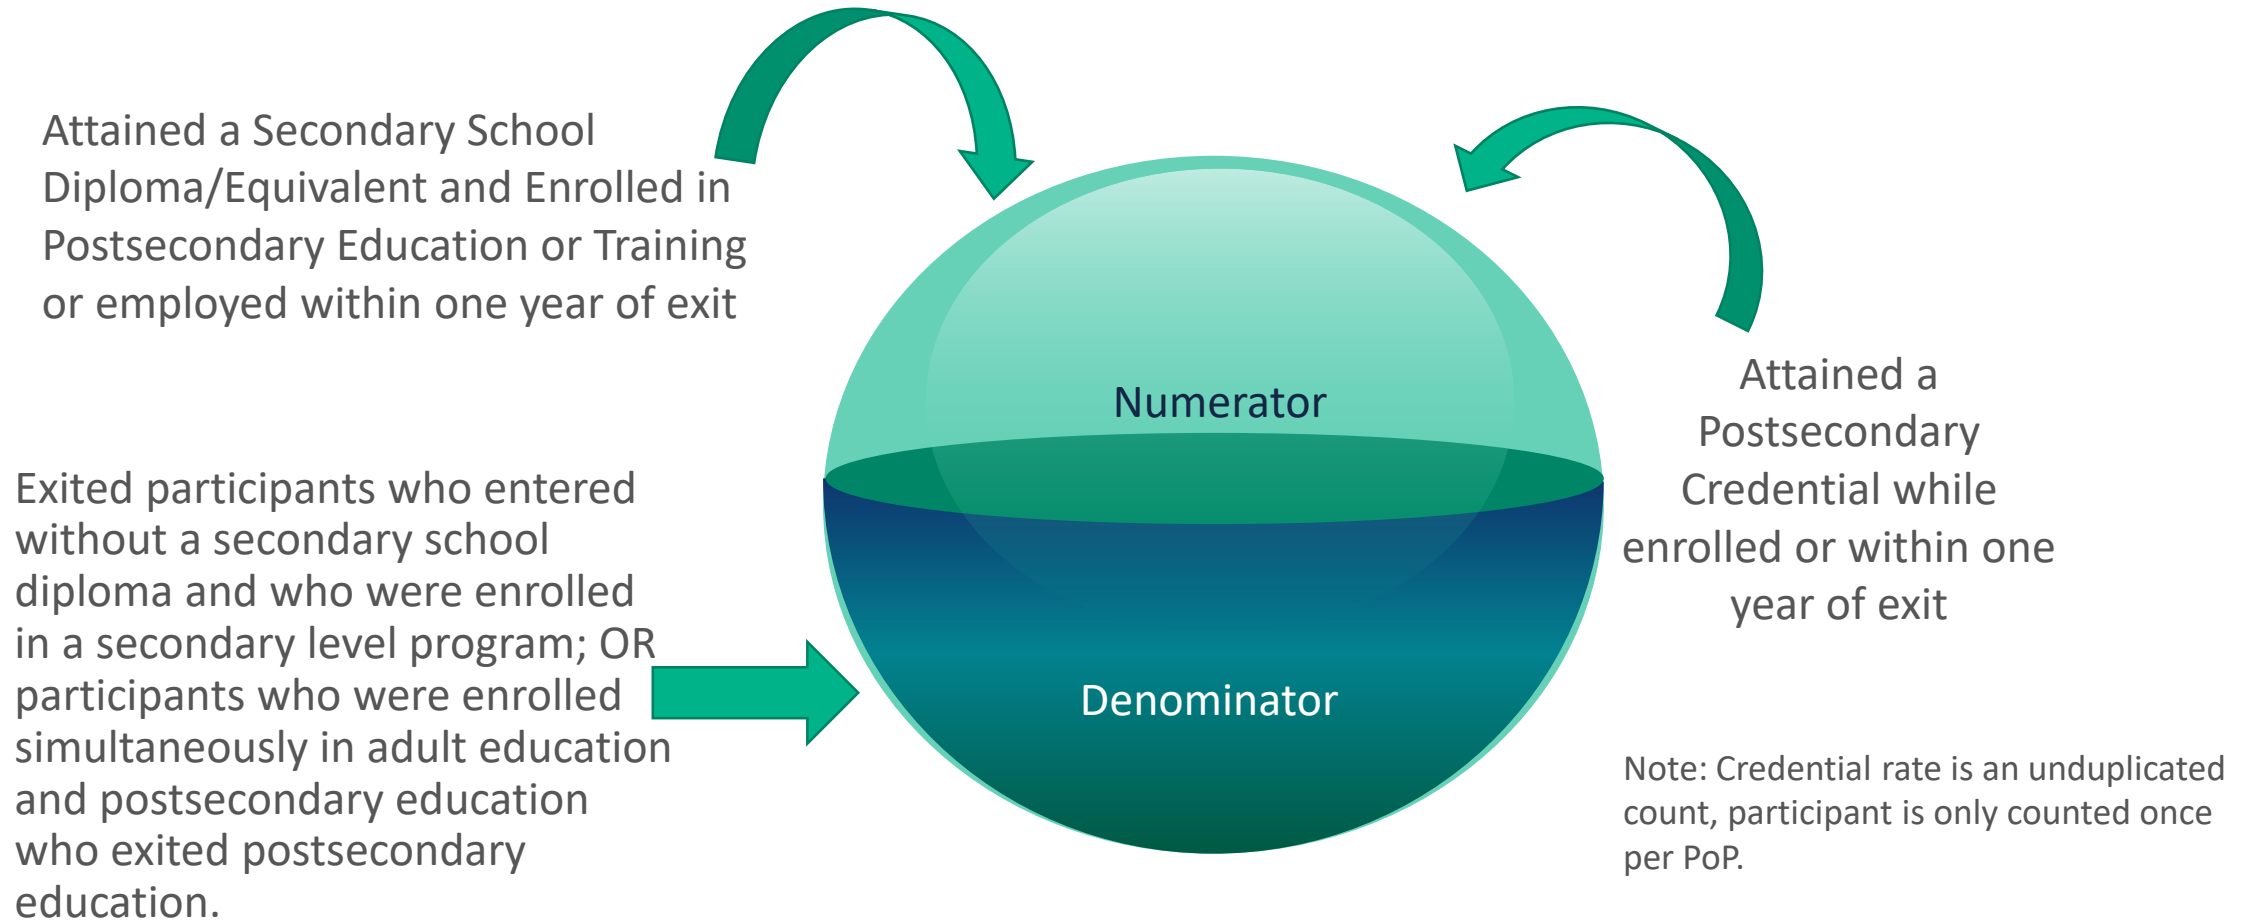 Attained a Secondary School
Diploma/Equivalent and Enrolled in
Postsecondary Education or Training
or employed within one year of exit
Exited participants who entered
without a secondary school
diploma and who were enrolled
in a secondary level program; OR
participants who were enrolled
simultaneously in adult education
and postsecondary education
who exited postsecondary
education.
Numerator
Denominator
Attained a
Postsecondary
Credential while
enrolled or within one
year of exit
Note: Credential rate is an unduplicated
count, participant is only counted once
per PoP.